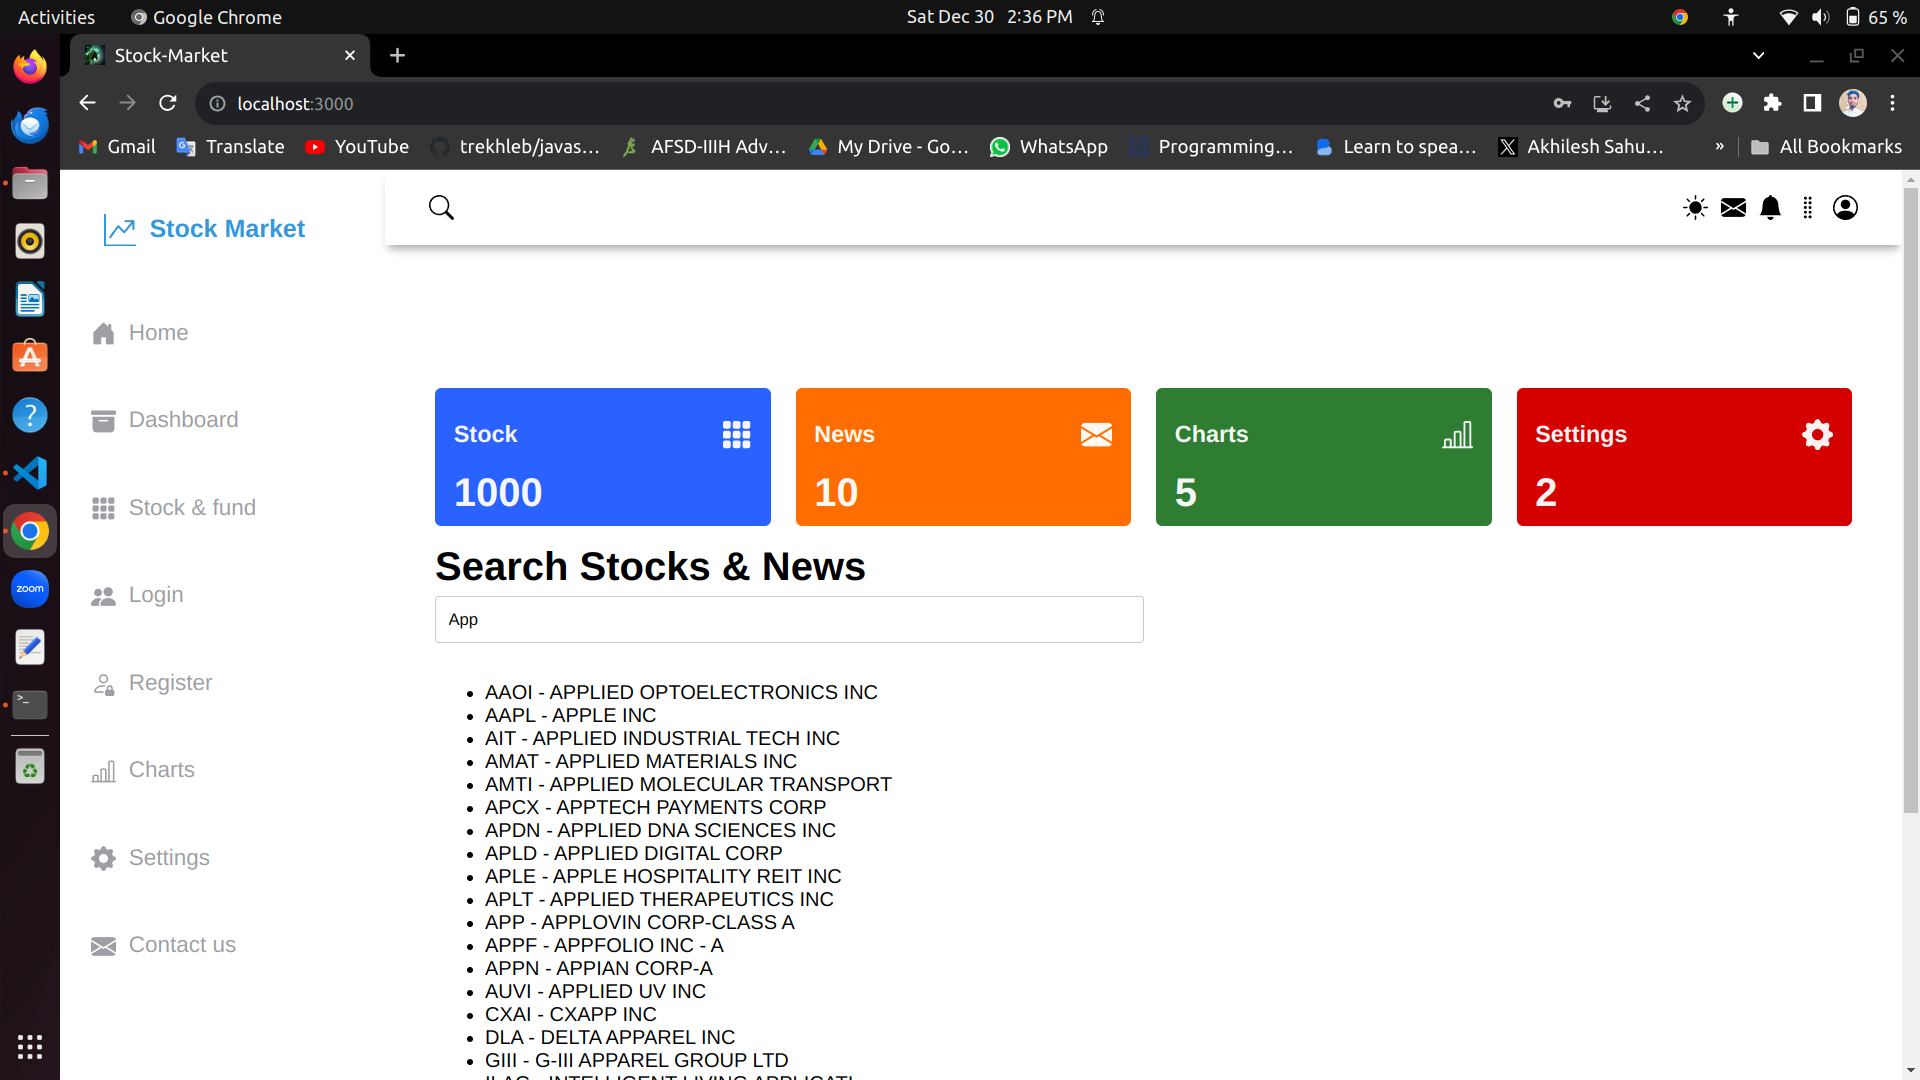 Activities
Google Chrome
Sat Dec 30 2:36 PM
65 %
Stock-Market
localhost:3000
Gmail
Translate
YouTube
trekhleb/javas...
AFSD-IIIH Adv...
My Drive - Go...
WhatsApp
Programming...
Learn to spea...
Akhilesh Sahu...
»
All Bookmarks
zoom
Stock Market
Home
Dashboard
Stock & fund
Login
Register
Charts
Settings
Contact us
Stock
1000
News
10
Charts
5
Settings
2
Search Stocks & News
App
AAOI - APPLIED OPTOELECTRONICS INC
AAPL - APPLE INC
AIT - APPLIED INDUSTRIAL TECH INC
AMAT - APPLIED MATERIALS INC
AMTI - APPLIED MOLECULAR TRANSPORT
APCX - APPTECH PAYMENTS CORP
APDN - APPLIED DNA SCIENCES INC
APLD - APPLIED DIGITAL CORP
APLE - APPLE HOSPITALITY REIT INC
APLT - APPLIED THERAPEUTICS INC
APP - APPLOVIN CORP-CLASS A
APPF - APPFOLIO INC - A
APPN - APPIAN CORP-A
AUVI - APPLIED UV INC
CXAI - CXAPP INC
DLA - DELTA APPAREL INC
GIII - G-III APPAREL GROUP LTD
ILAG - INTELLIGENT LIVING APPLICATI